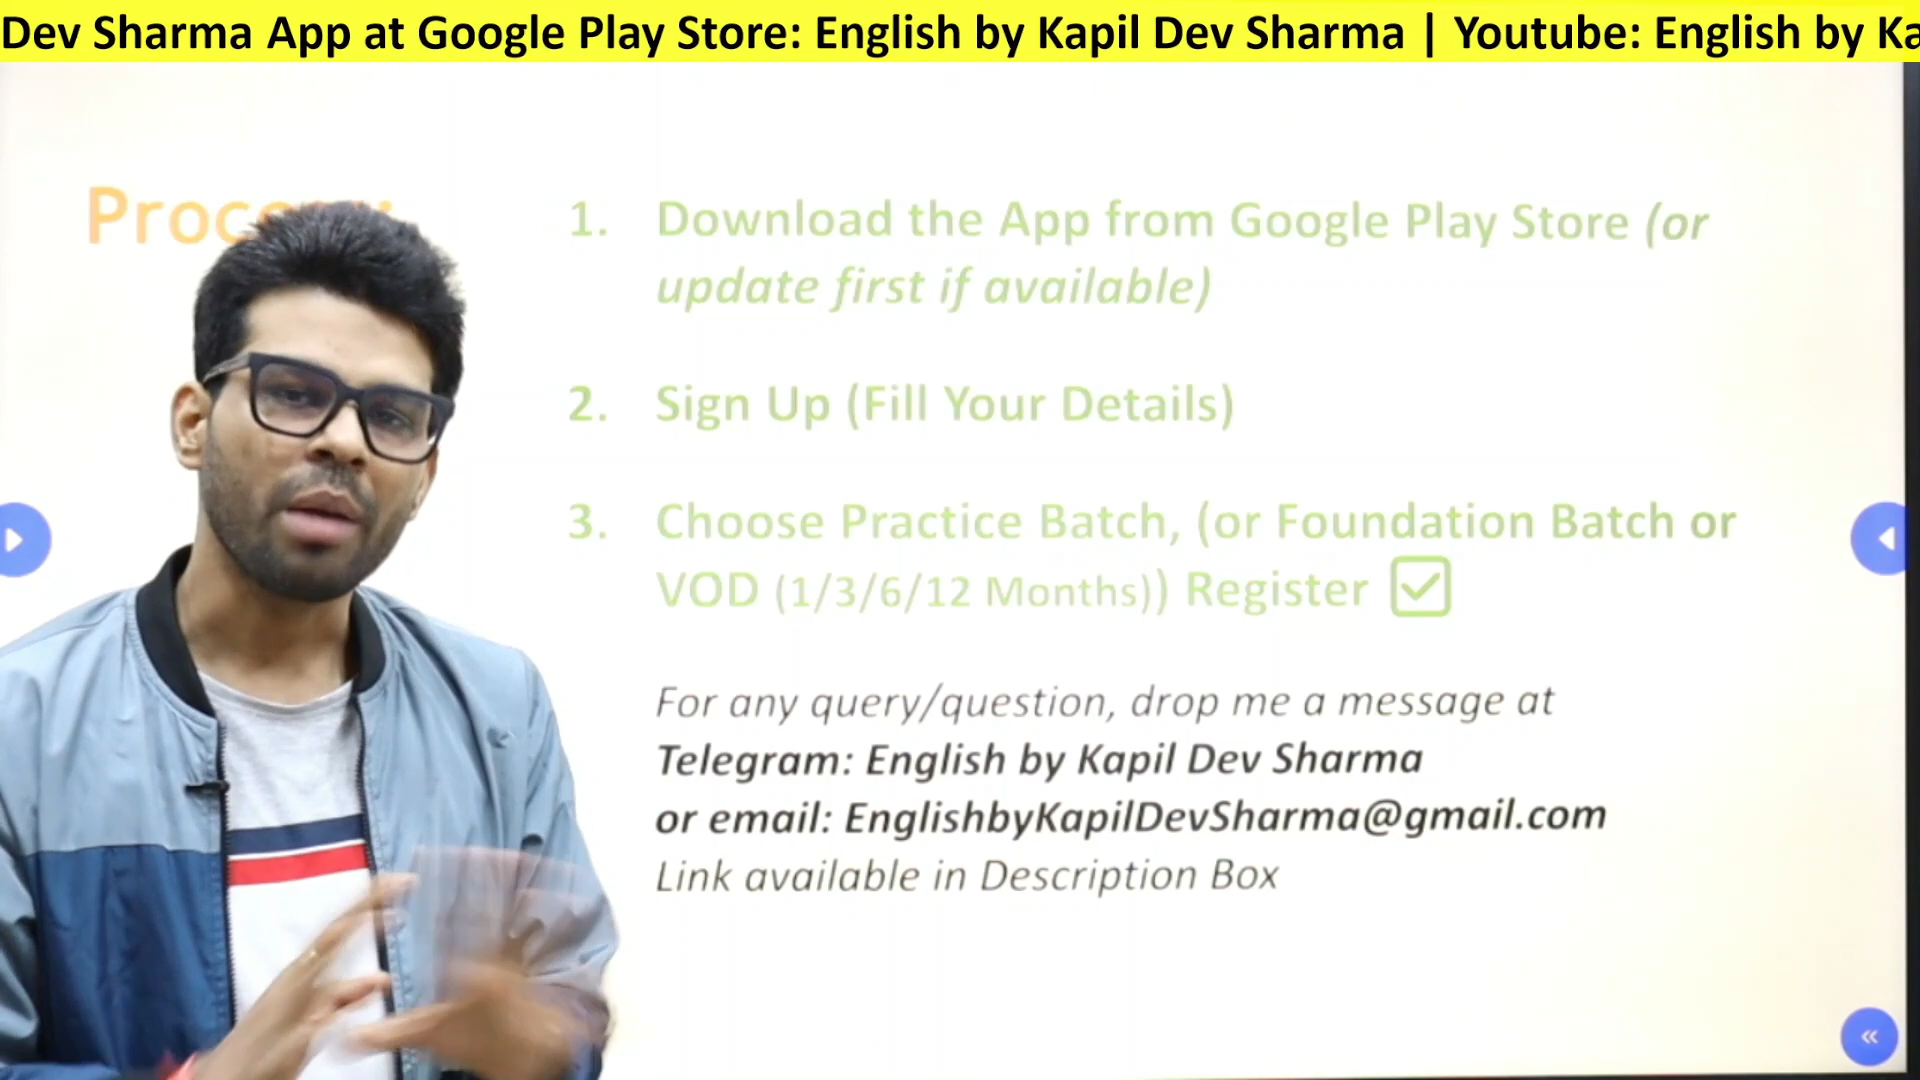 Dev Sharma App at Google Play Store: English by Kapil Dev Sharma | Youtube: English by Ka
1. Download the App from Google Play Store (or
update first if available)
2. Sign Up (Fill Your Details)
3. Choose Practice Batch, (or Foundation Batch or
VOD (1/3/6/12 Months)) Register
For any query/question, drop me a message at
Telegram: English by Kapil Dev Sharma
or email: EnglishbyKapilDevSharma@gmail.com
Link available in Description Box